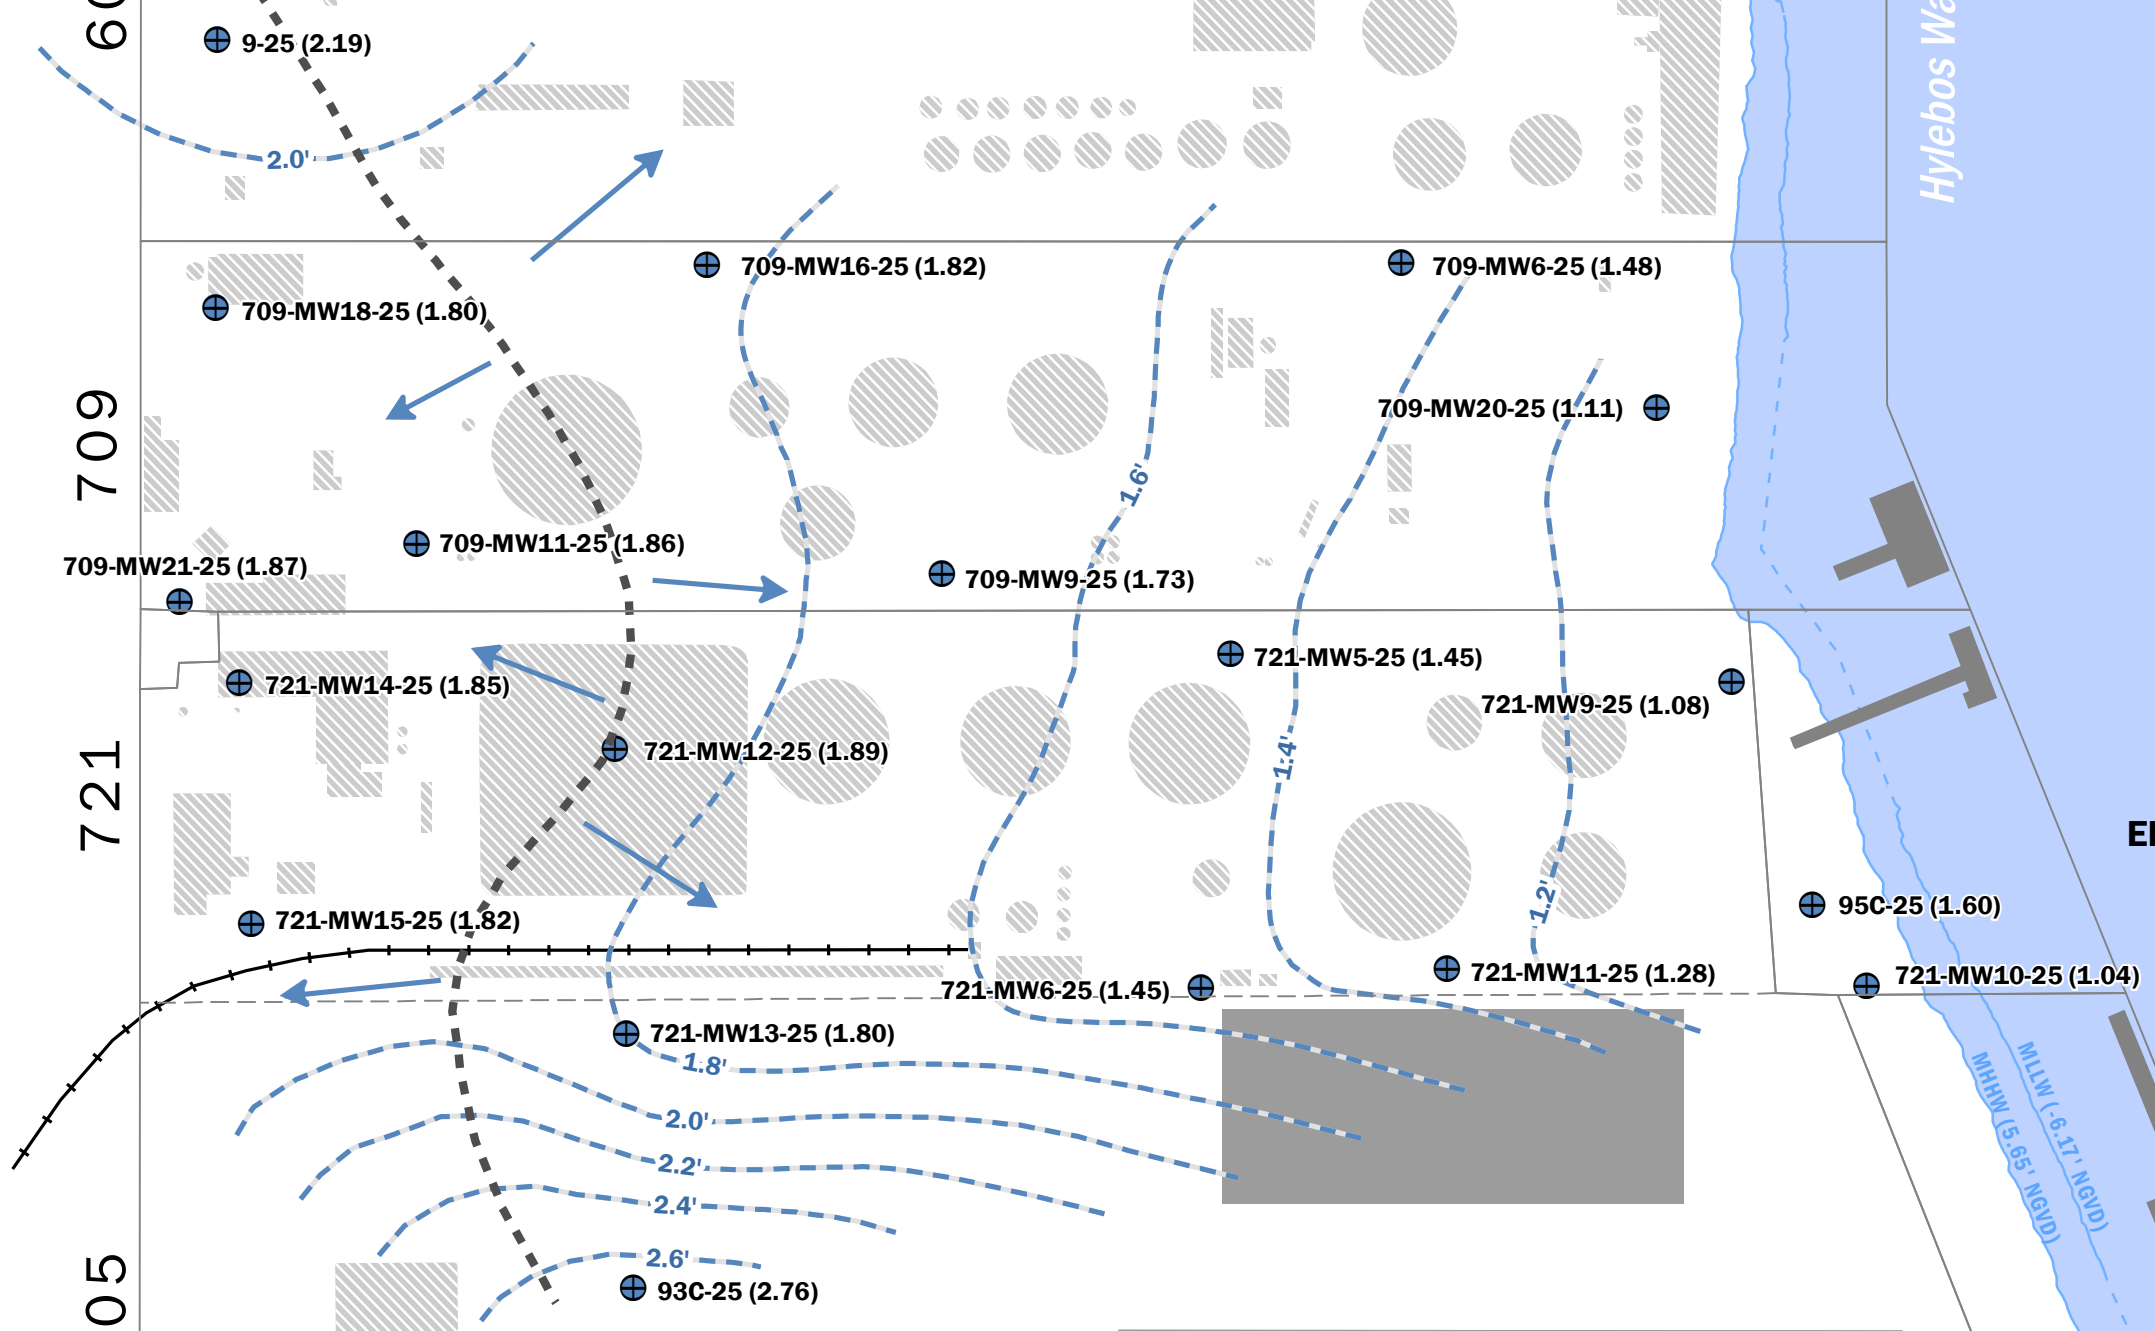 9-25 (2.19)
2.0'
709-MW16-25 (1.82)
709-MW6-25 (1.48)
709-MW18-25 (1.80)
709-MW20-25 (1.11)
709
1.6'
709-MW11-25 (1.86)
709-MW21-25 (1.87)
709-MW9-25 (1.73)
721-MW5-25 (1.45)
721-MW14-25 (1.85)
721-MW9-25 (1.08)
721-MW12-25 (1.89)
1.4'
721
1.2'
95C-25 (1.60)
721-MW15-25 (1.82)
721-MW11-25 (1.28)
721-MW10-25 (1.04)
721-MW6-25 (1.45)
721-MW13-25 (1.80)
1.8'
2.0'
2.2'
2.4'
2.6'
93C-25 (2.76)
MHHW (5.65' NGVD)
MLLW (-6.17' NGVD)
05
Hylebos